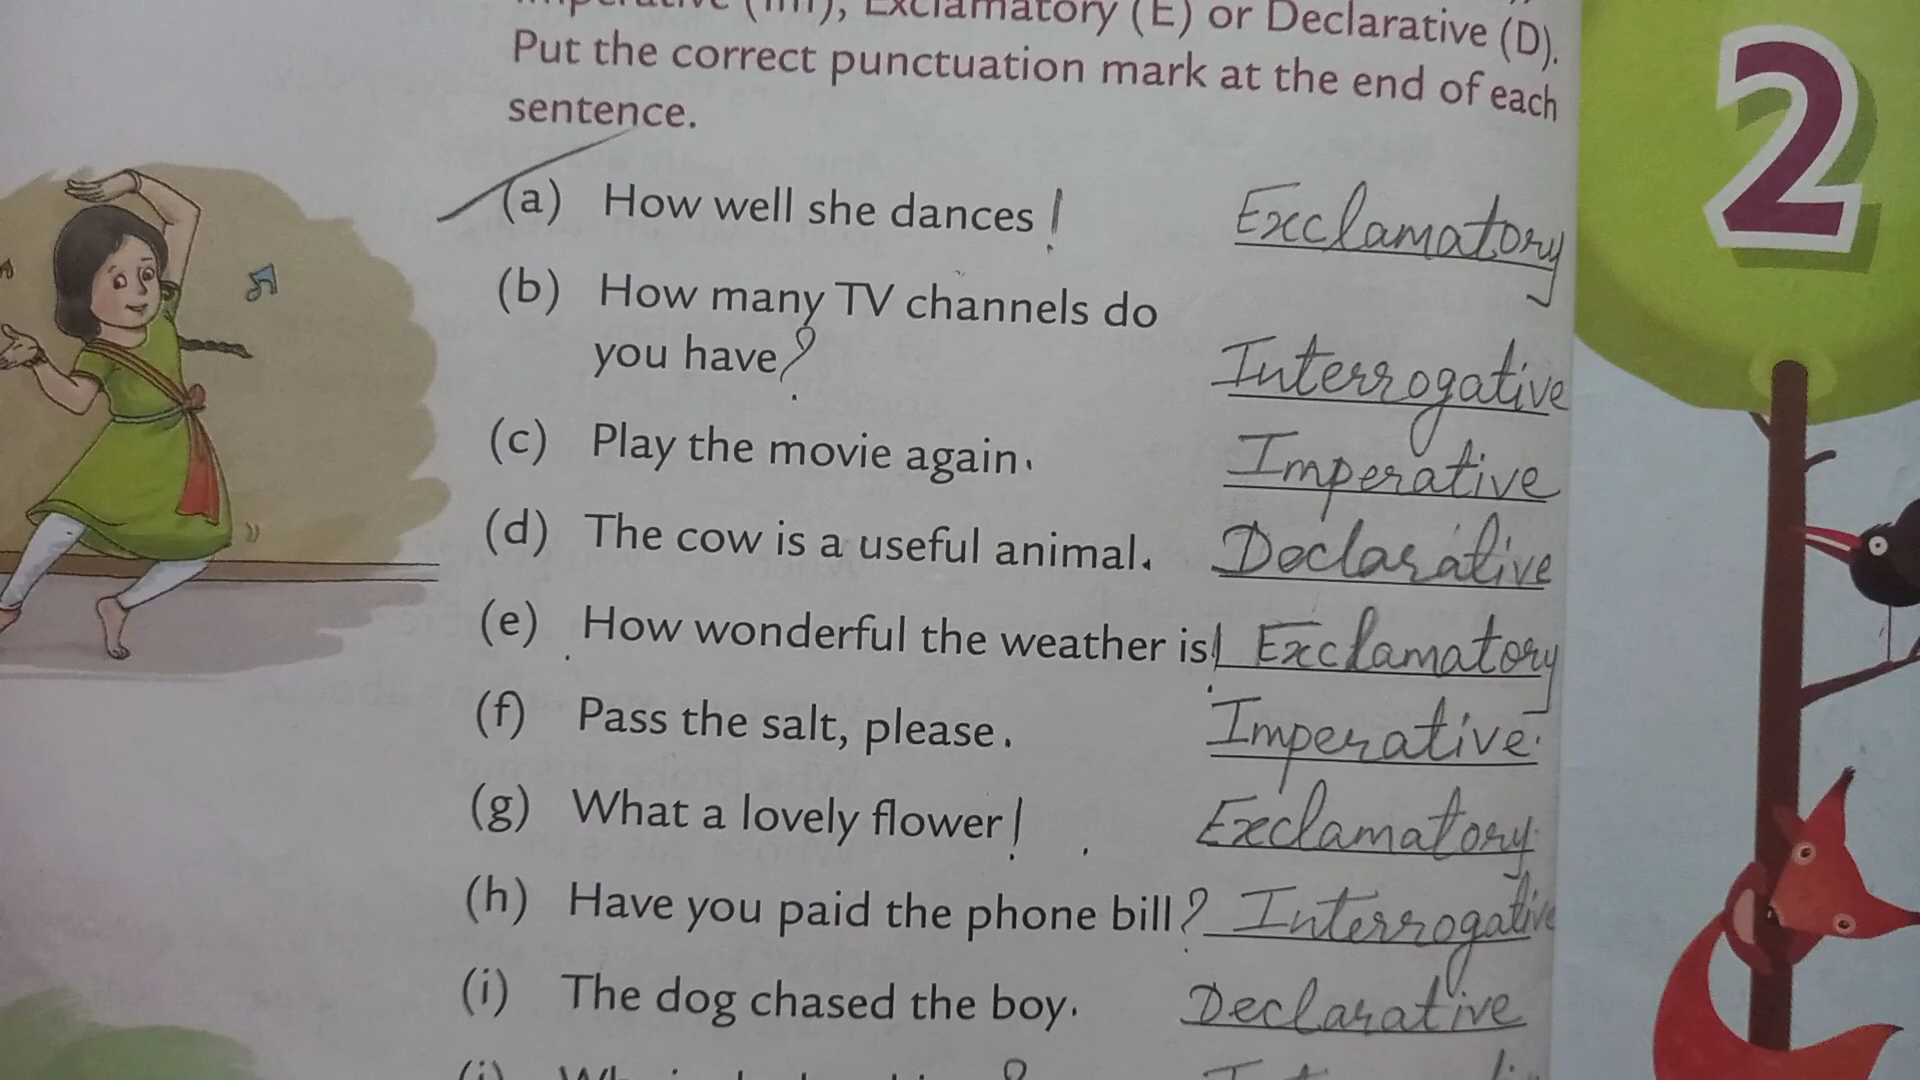 Imperative (Im), Exclamatory (E) or Declarative (D).
Put the correct punctuation mark at the end of each
sentence.
2
(a) How well she dances! Exclamatory
(b) How many TV channels do
you have? Interrogative
(c) Play the movie again. Imperative
(d) The cow is a useful animal. Declarative
(e) How wonderful the weather is! Exclamatory
(f) Pass the salt, please. Imperative
(g) What a lovely flower! Exclamatory
(h) Have you paid the phone bill? Interrogative
(i) The dog chased the boy. Declarative
(j)